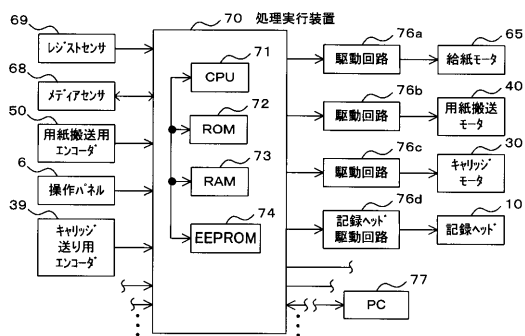 70 処理実行装置
69
レジストセンサ
68
メディアセンサ
50
用紙搬送用
エンコーダ
6
操作パネル
39
キャリッジ
送り用
エンコーダ
71
CPU
72
ROM
73
RAM
74
EEPROM
76a
駆動回路
65
給紙モータ
76b
駆動回路
40
用紙搬送
モータ
76c
駆動回路
30
キャリッジ
モータ
76d
記録ヘッド
駆動回路
10
記録ヘッド
77
PC